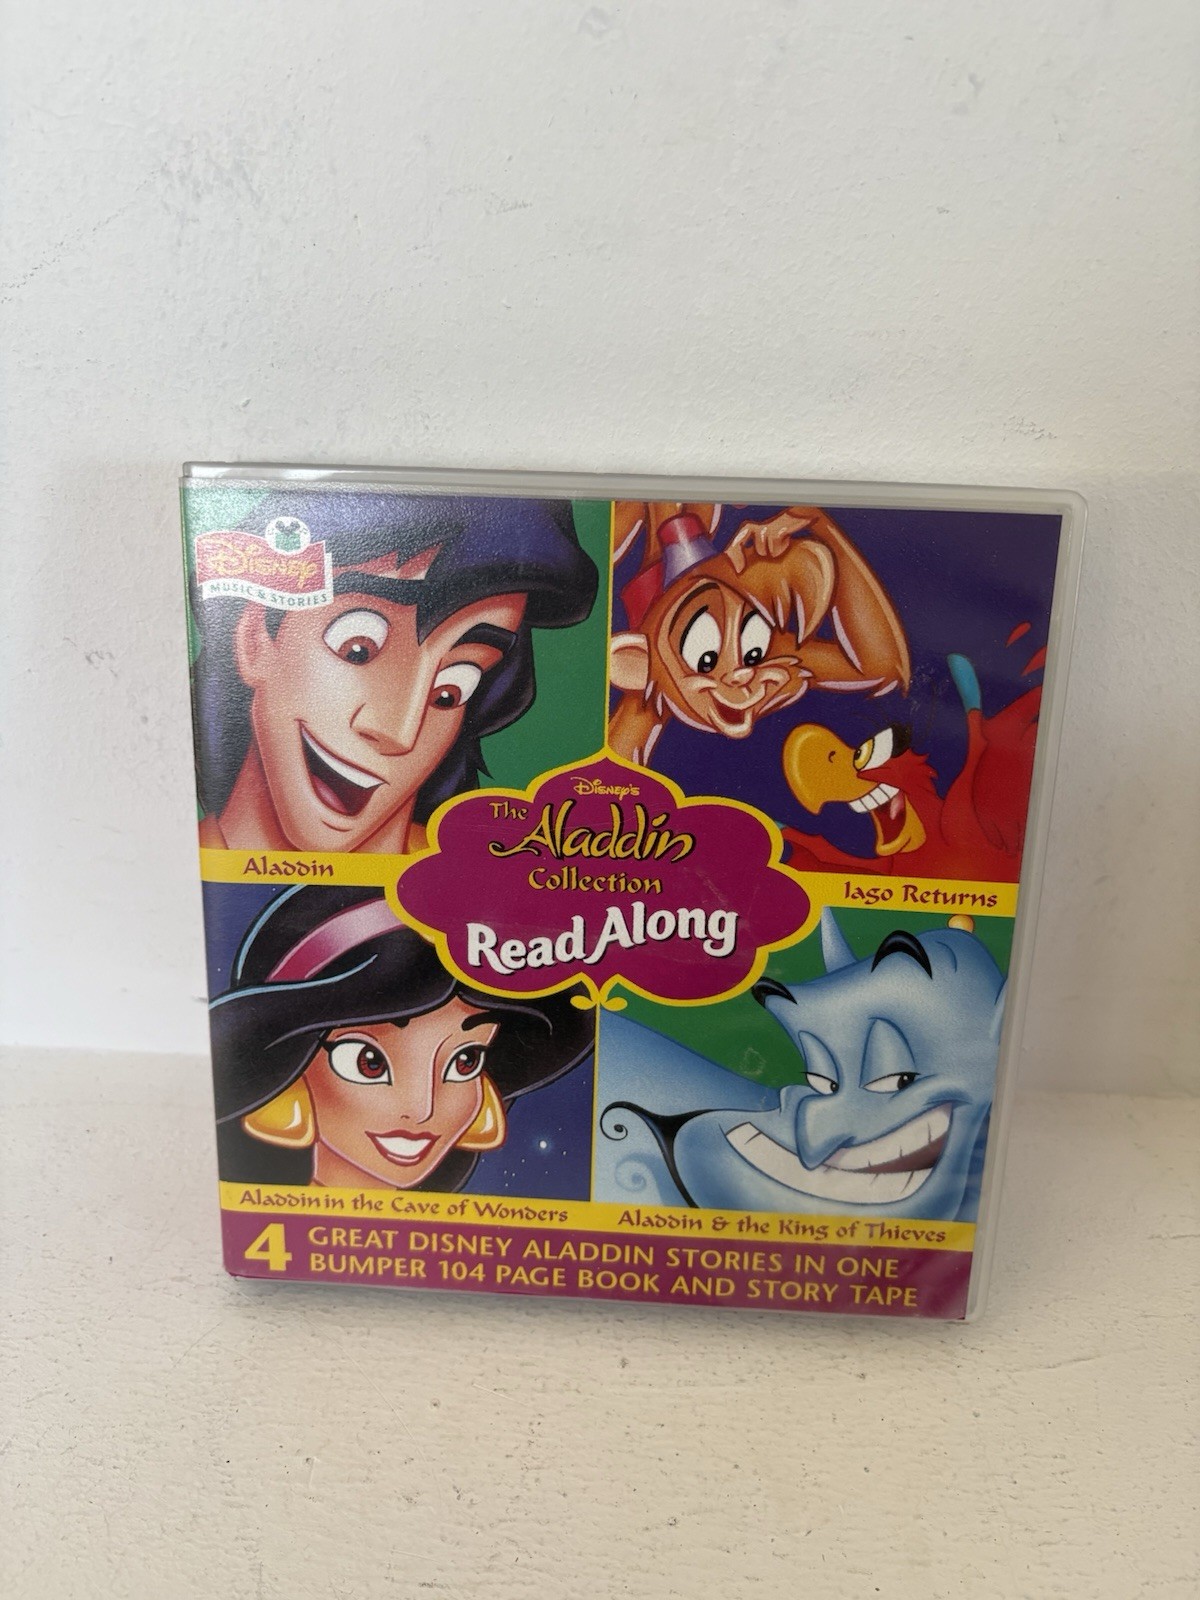 Disney
MUSIC & STORIES
Disney's
The Aladdin
Collection
Read Along
Aladdin
Iago Returns
Aladdin in the Cave of Wonders
Aladdin & the King of Thieves
4 GREAT DISNEY ALADDIN STORIES IN ONE
BUMPER 104 PAGE BOOK AND STORY TAPE